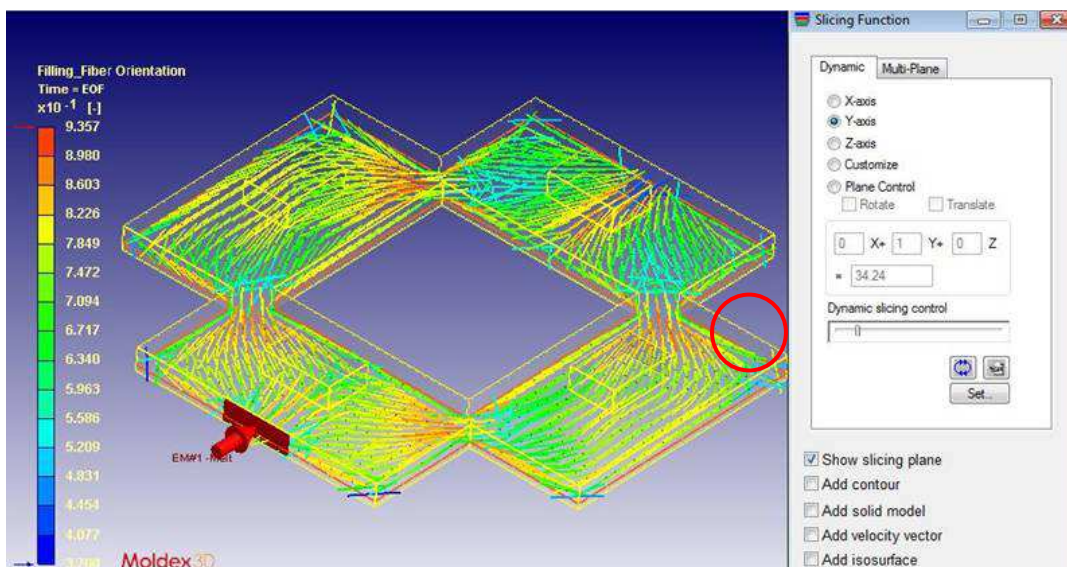 Filling_Fiber Orientation
Time = EOF
x10 -1 [-]
9.357
8.980
8.603
8.226
7.849
7.472
7.094
6.717
6.340
5.963
5.586
5.209
4.831
4.454
4.077
EM#1 -Melt
Moldex3D
Slicing Function
Dynamic
Multi-Plane
X-axis
Y-axis
Z-axis
Customize
Plane Control
Rotate Translate
0 X+ 1 Y+ 0 Z
= 34.24
Dynamic slicing control
Set...
Show slicing plane
Add contour
Add solid model
Add velocity vector
Add isosurface